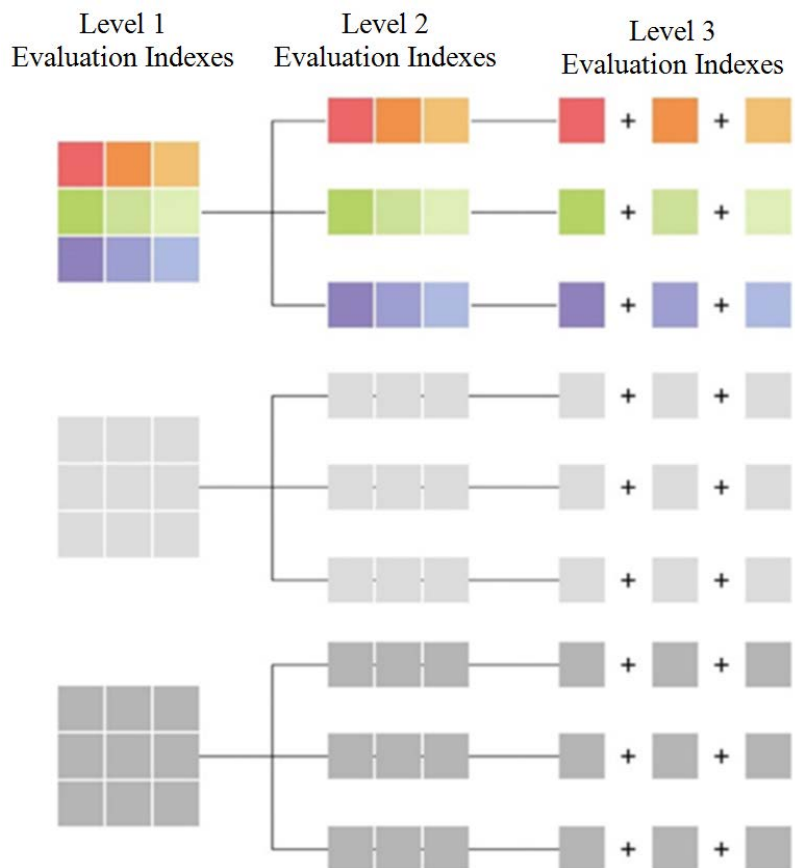 Level 1
Evaluation Indexes
Level 2
Evaluation Indexes
Level 3
Evaluation Indexes
+ +
+ +
+ +
+ +
+ +
+ +
+ +
+ +
+ +